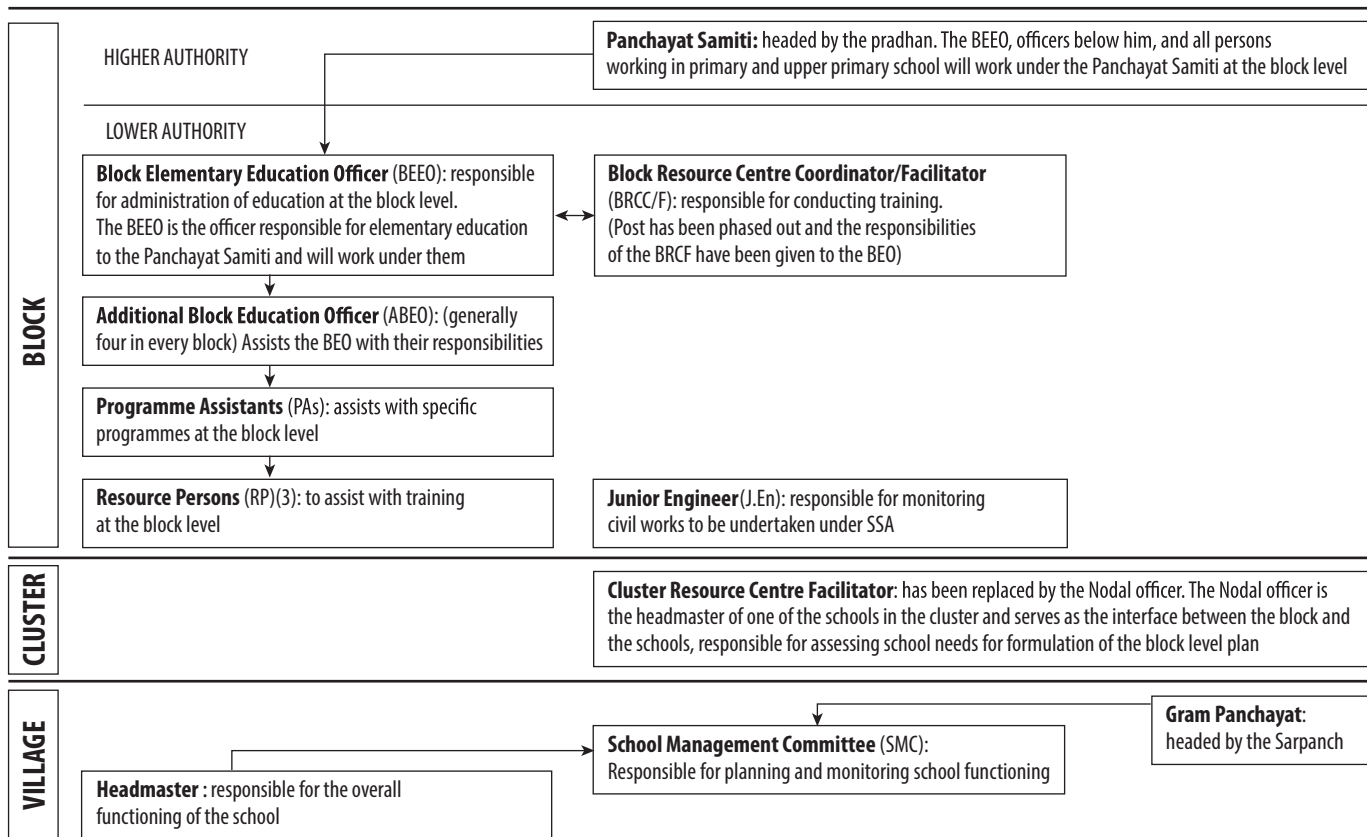 BLOCK
HIGHER AUTHORITY
Panchayat Samiti: headed by the pradhan. The BEEO, officers below him, and all persons
working in primary and upper primary school will work under the Panchayat Samiti at the block level
LOWER AUTHORITY
Block Elementary Education Officer (BEEO): responsible
for administration of education at the block level.
The BEEO is the officer responsible for elementary education
to the Panchayat Samiti and will work under them
Block Resource Centre Coordinator/Facilitator
(BRCC/F): responsible for conducting training.
(Post has been phased out and the responsibilities
of the BRCF have been given to the BEO)
Additional Block Education Officer (ABEO): (generally
four in every block) Assists the BEO with their responsibilities
Programme Assistants (PAs): assists with specific
programmes at the block level
Resource Persons (RP)(3): to assist with training
at the block level
Junior Engineer(J.En): responsible for monitoring
civil works to be undertaken under SSA
CLUSTER
Cluster Resource Centre Facilitator: has been replaced by the Nodal officer. The Nodal officer is
the headmaster of one of the schools in the cluster and serves as the interface between the block and
the schools, responsible for assessing school needs for formulation of the block level plan
VILLAGE
Gram Panchayat:
headed by the Sarpanch
School Management Committee (SMC):
Responsible for planning and monitoring school functioning
Headmaster : responsible for the overall
functioning of the school